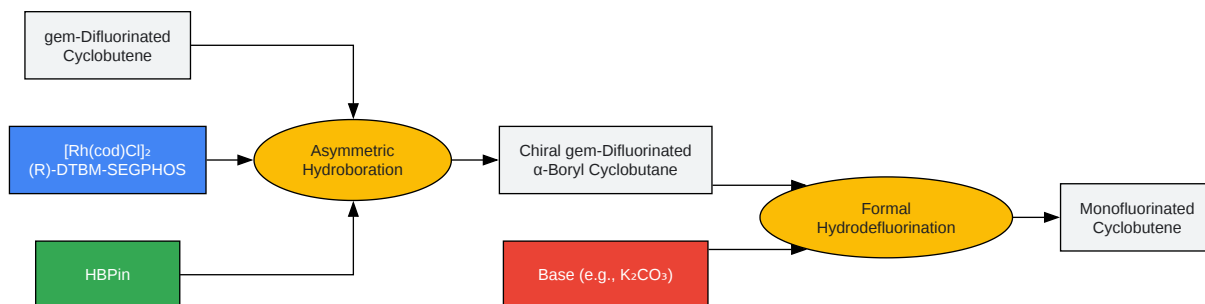 gem-Difluorinated
Cyclobutene
[Rh(cod)Cl]₂
(R)-DTBM-SEGPHOS
HBPin
Asymmetric
Hydroboration
Chiral gem-Difluorinated
α-Boryl Cyclobutane
Base (e.g., K₂CO₃)
Formal
Hydrodefluorination
Monofluorinated
Cyclobutene